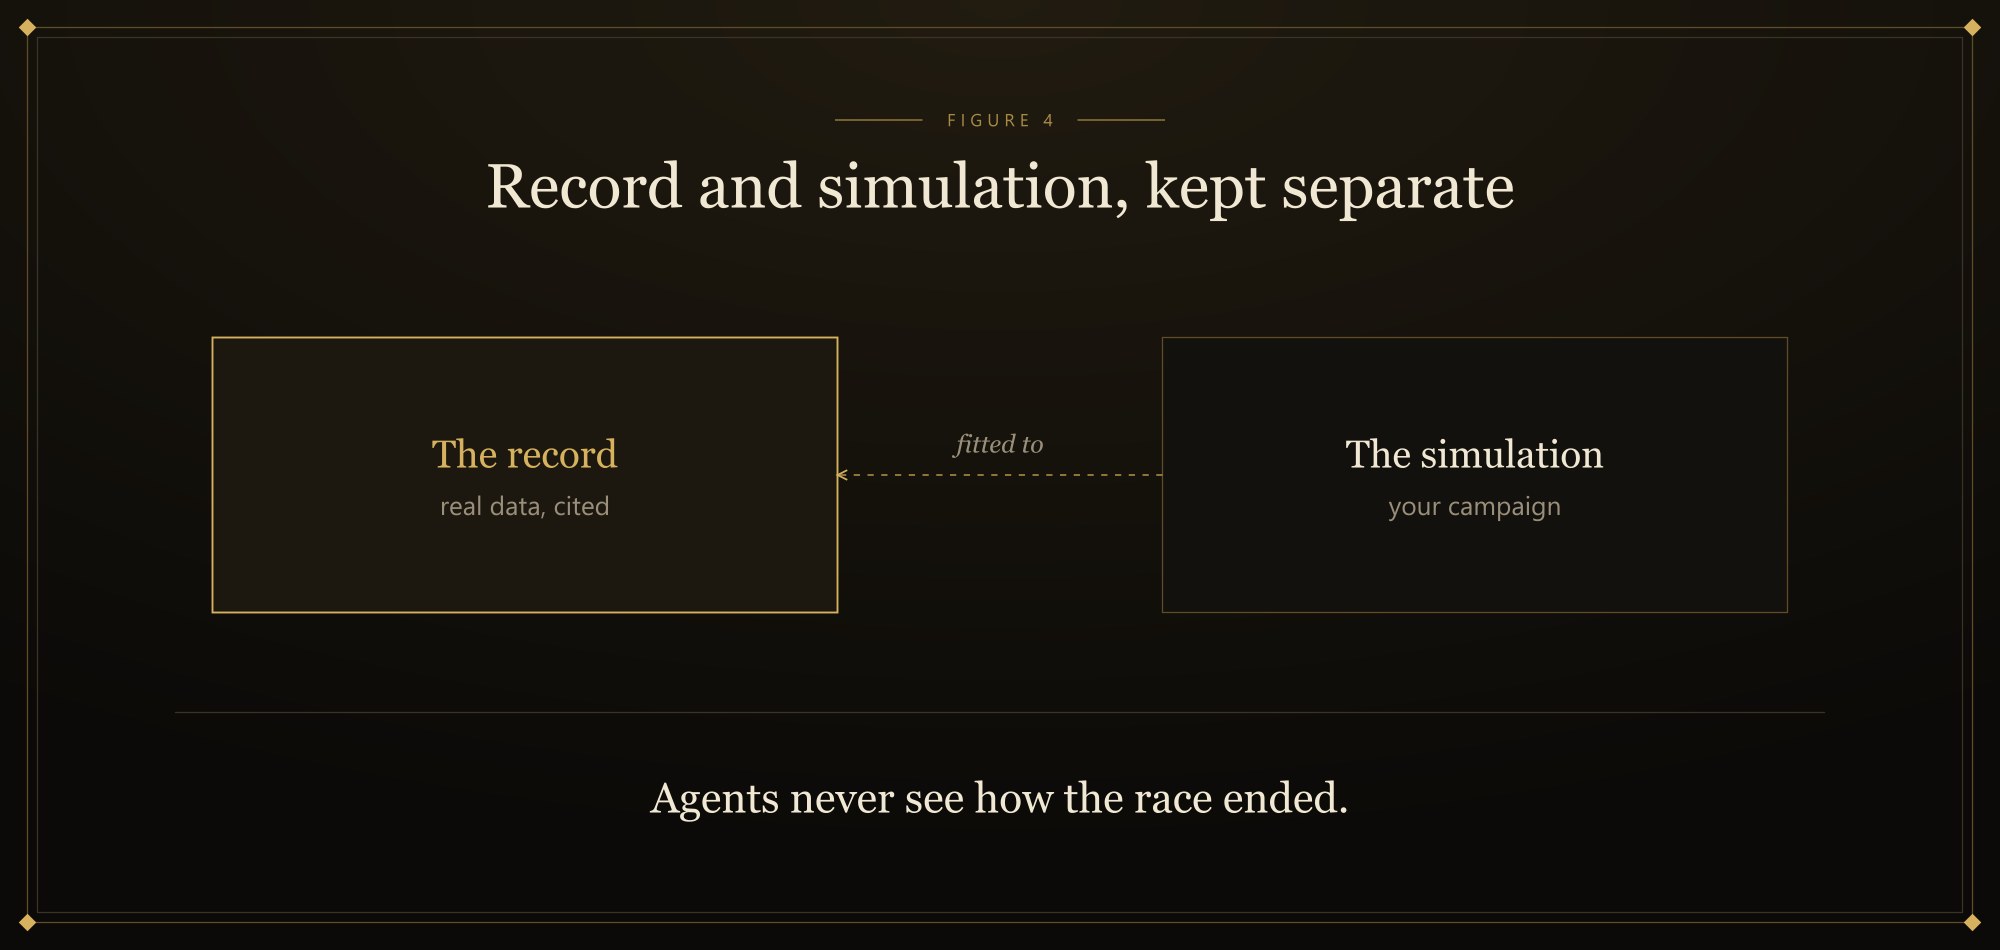 FIGURE 4
Record and simulation, kept separate
The record
real data, cited
fitted to
The simulation
your campaign
Agents never see how the race ended.